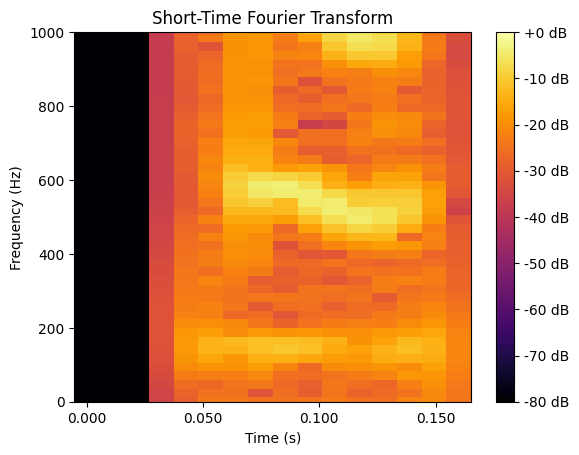 Short-Time Fourier Transform
1000
800
600
400
200
0
Frequency (Hz)
0.000
0.050
0.100
0.150
Time (s)
+0 dB
-10 dB
-20 dB
-30 dB
-40 dB
-50 dB
-60 dB
-70 dB
-80 dB